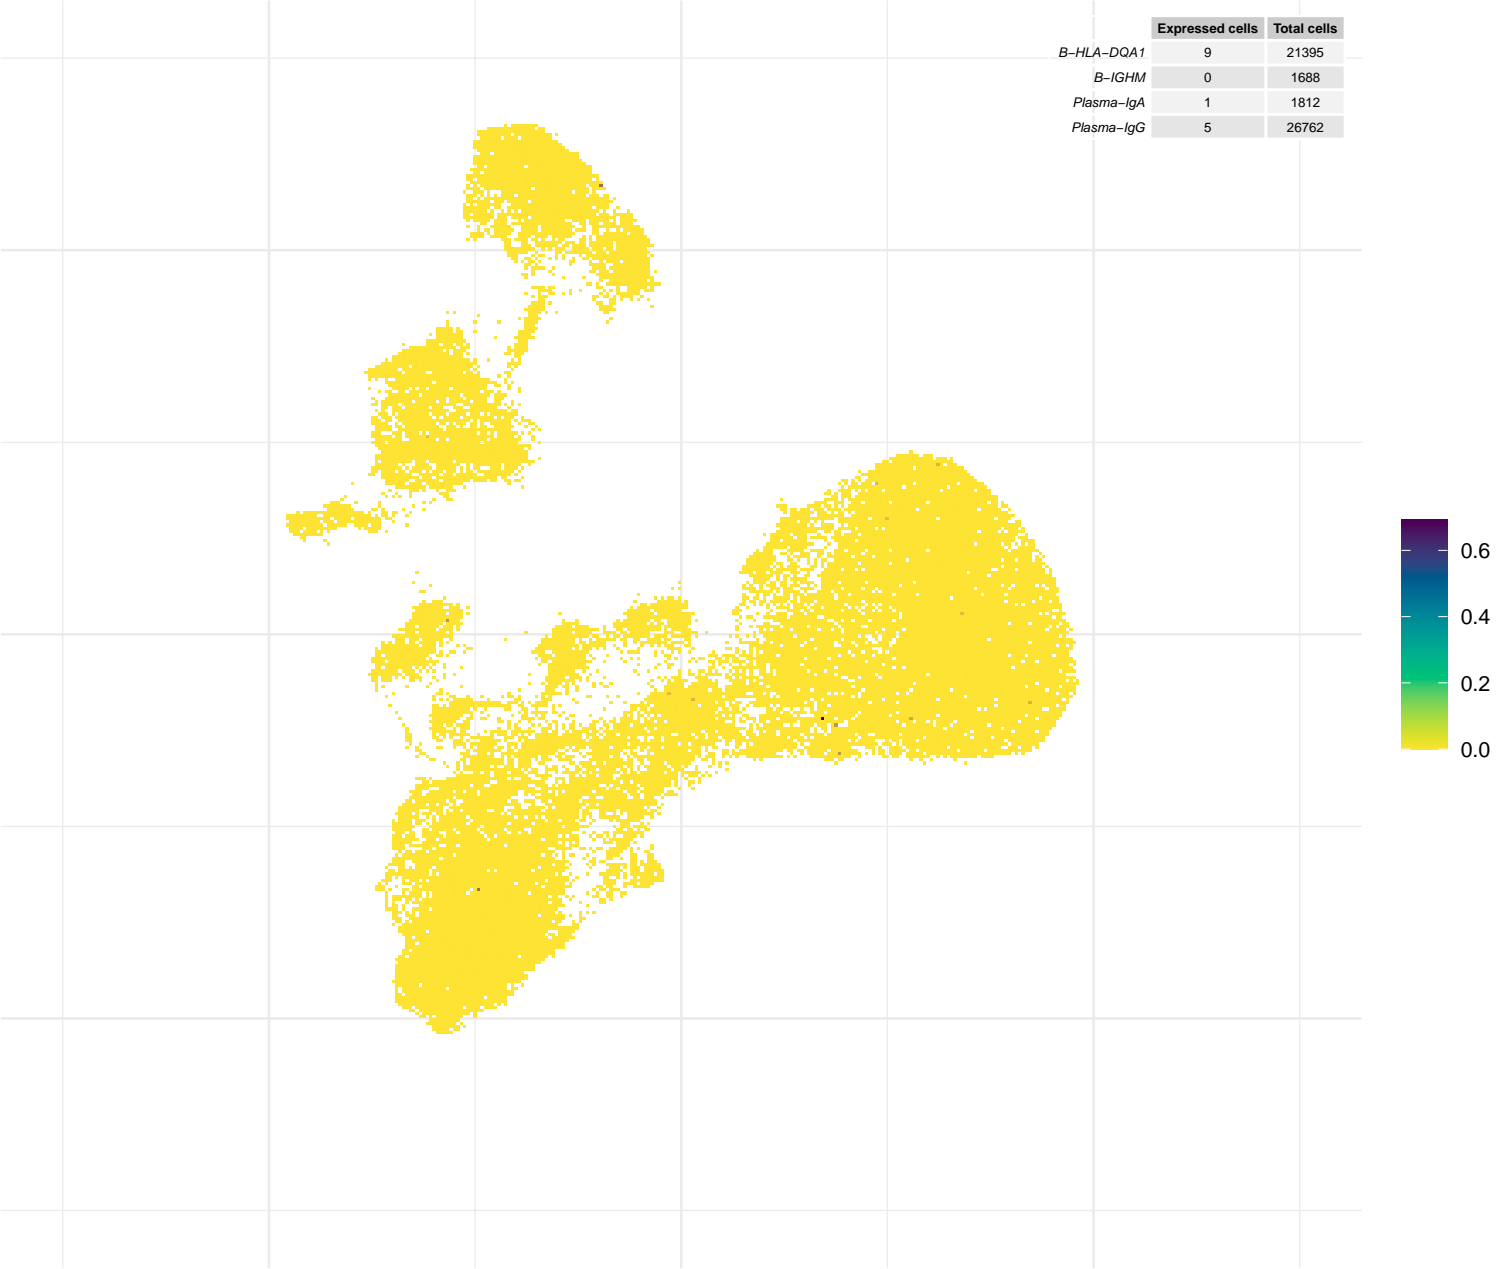 Expressed cells Total cells
B−HLA−DQA1 9 21395
B−IGHM 0 1688
Plasma−IgA 1 1812
Plasma−IgG 5 26762
0.6
0.4
0.2
0.0